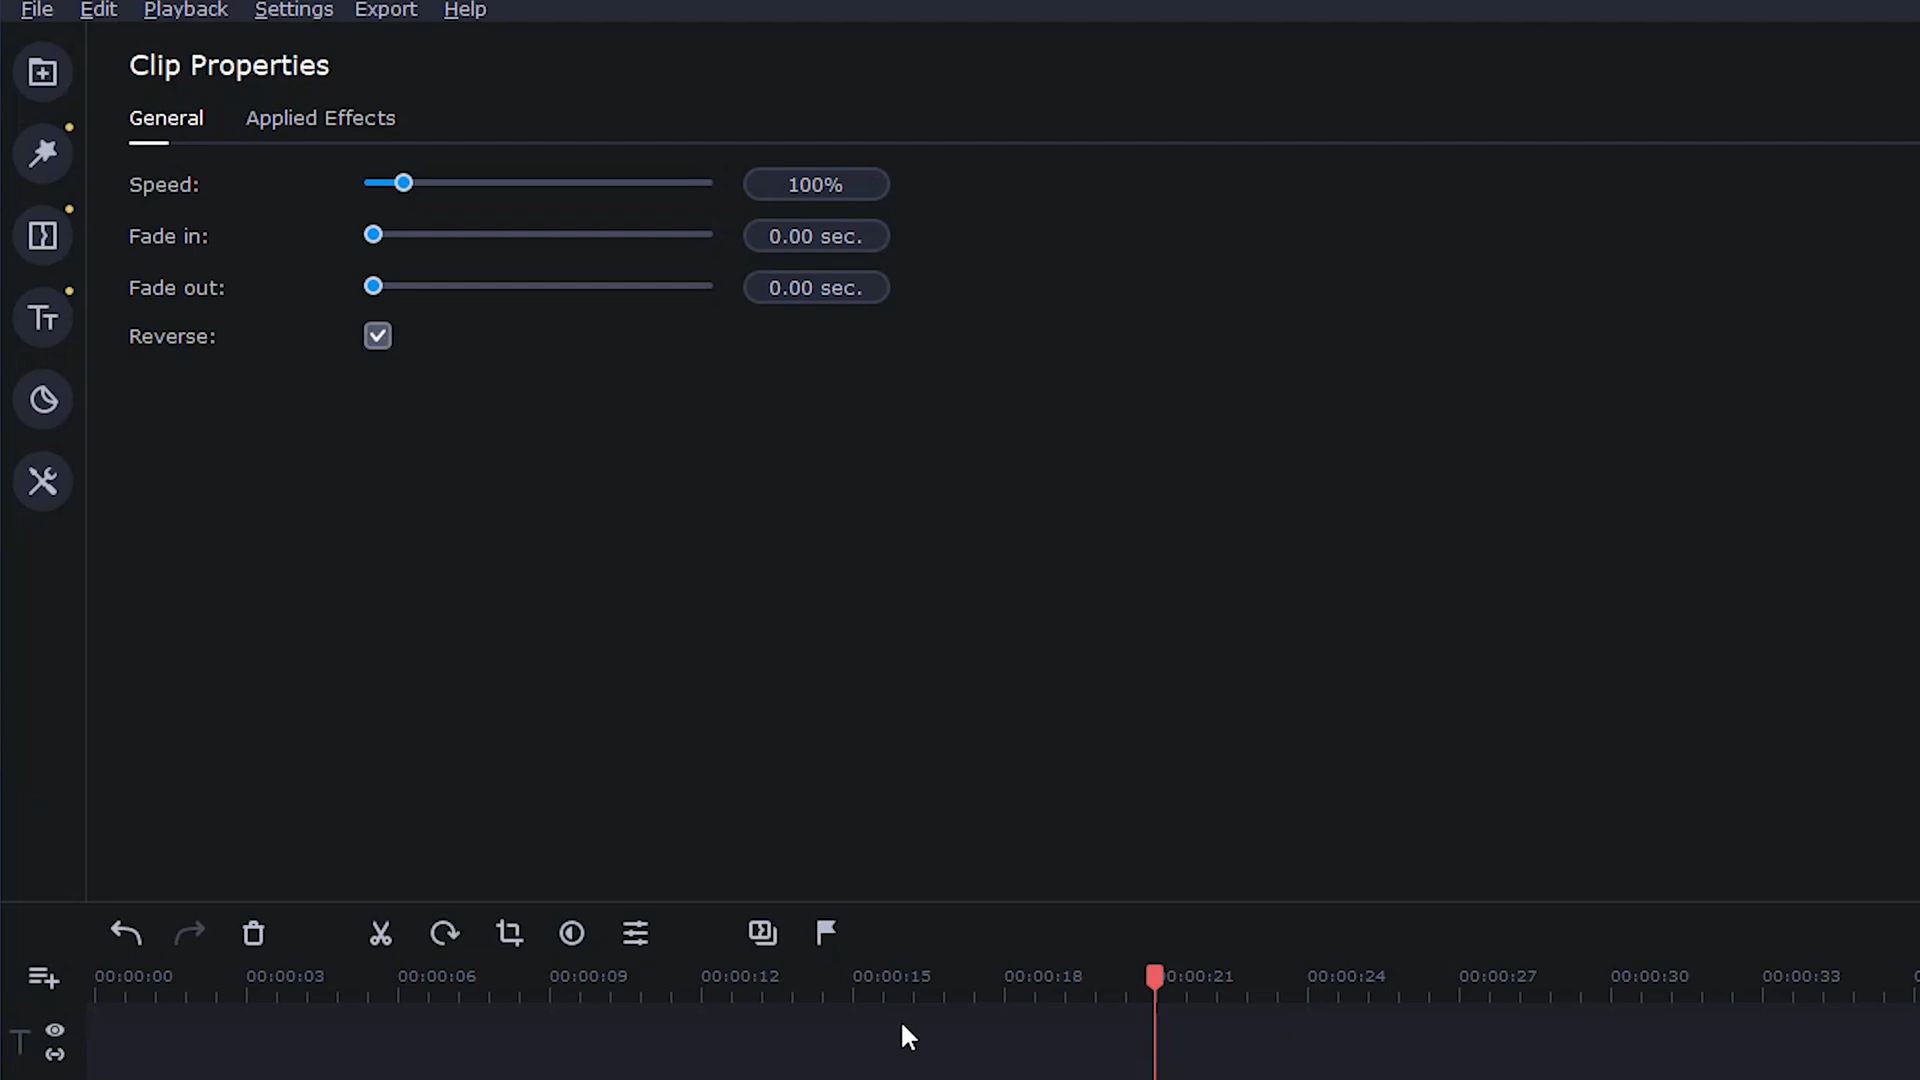 File Edit Playback Settings Export Help
Clip Properties
General Applied Effects
Speed: 100%
Fade in: 0.00 sec.
Fade out: 0.00 sec.
Reverse:
00:00:00 00:00:03 00:00:06 00:00:09 00:00:12 00:00:15 00:00:18 00:00:21 00:00:24 00:00:27 00:00:30 00:00:33